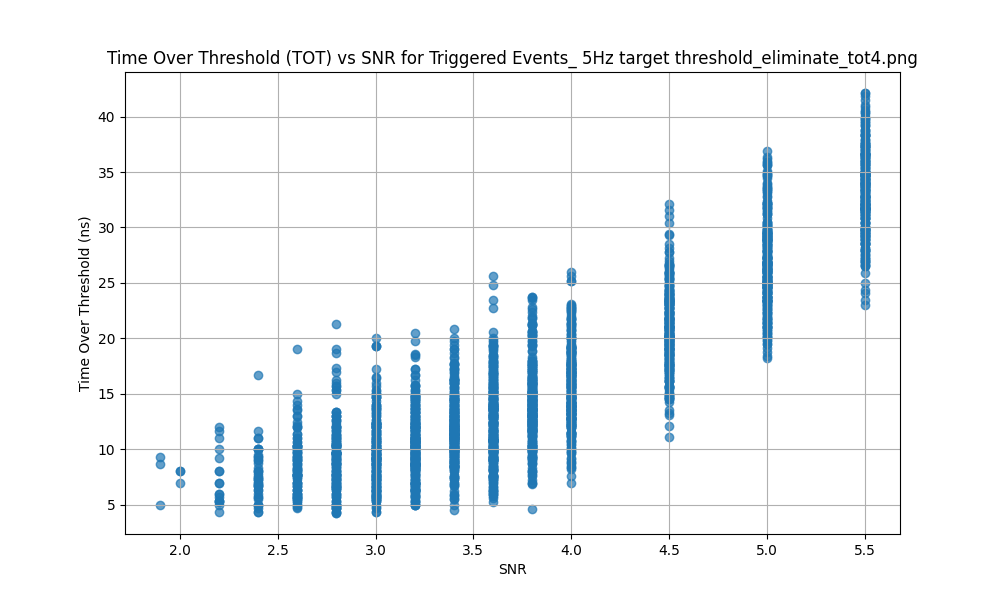 Time Over Threshold (TOT) vs SNR for Triggered Events_ 5Hz target threshold_eliminate_tot4.png
Time Over Threshold (ns)
40
35
30
25
20
15
10
5
2.0 2.5 3.0 3.5 4.0 4.5 5.0 5.5
SNR